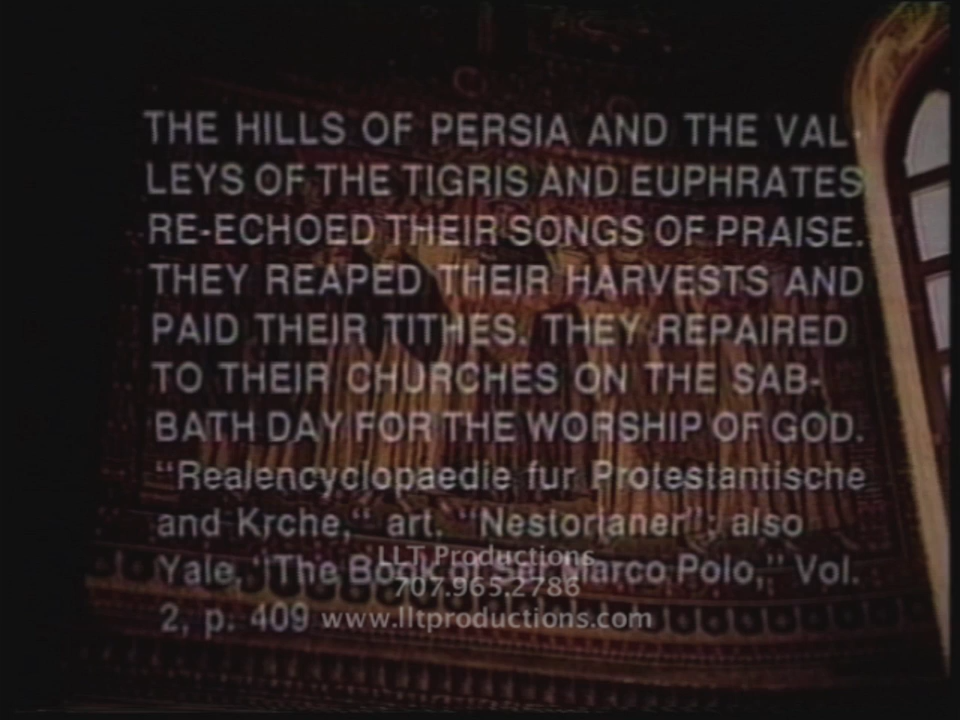 THE HILLS OF PERSIA AND THE VAL-
LEYS OF THE TIGRIS AND EUPHRATES
RE-ECHOED THEIR SONGS OF PRAISE.
THEY REAPED THEIR HARVESTS AND
PAID THEIR TITHES. THEY REPAIRED
TO THEIR CHURCHES ON THE SAB-
BATH DAY FOR THE WORSHIP OF GOD.
“Realencyclopaedie fur Protestantische
and Krche,“ art. “Nestorianer”; also
Yale, “The Book of Ser Marco Polo,” Vol.
2, p. 409
LLT Productions
707.965.2786
www.lltproductions.com